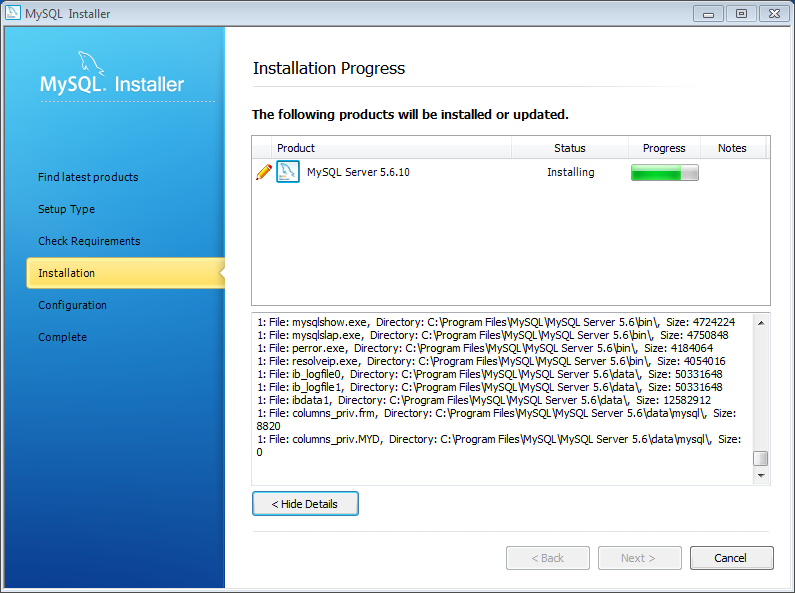 MySQL Installer
MySQL. Installer
Find latest products
Setup Type
Check Requirements
Installation
Configuration
Complete
Installation Progress
The following products will be installed or updated.
Product Status Progress Notes
MySQL Server 5.6.10 Installing
1: File: mysqlshow.exe, Directory: C:\Program Files\MySQL\MySQL Server 5.6\bin\, Size: 4724224
1: File: mysqlslap.exe, Directory: C:\Program Files\MySQL\MySQL Server 5.6\bin\, Size: 4750848
1: File: perror.exe, Directory: C:\Program Files\MySQL\MySQL Server 5.6\bin\, Size: 4184064
1: File: resolveip.exe, Directory: C:\Program Files\MySQL\MySQL Server 5.6\bin\, Size: 4054016
1: File: ib_logfile0, Directory: C:\Program Files\MySQL\MySQL Server 5.6\data\, Size: 50331648
1: File: ib_logfile1, Directory: C:\Program Files\MySQL\MySQL Server 5.6\data\, Size: 50331648
1: File: ibdata1, Directory: C:\Program Files\MySQL\MySQL Server 5.6\data\, Size: 12582912
1: File: columns_priv.frm, Directory: C:\Program Files\MySQL\MySQL Server 5.6\data\mysql\, Size:
8820
1: File: columns_priv.MYD, Directory: C:\Program Files\MySQL\MySQL Server 5.6\data\mysql\, Size:
0
< Hide Details
< Back Next > Cancel